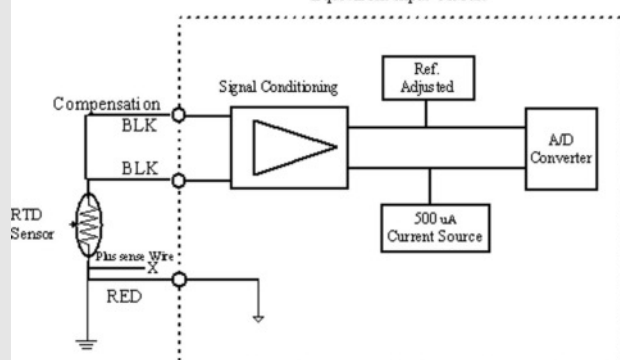 Signal Conditioning
Ref.
Adjusted
Compensation
BLK
BLK
A/D
Converter
RTD
Sensor
500 uA
Current Source
Plus sense Wire
X
RED